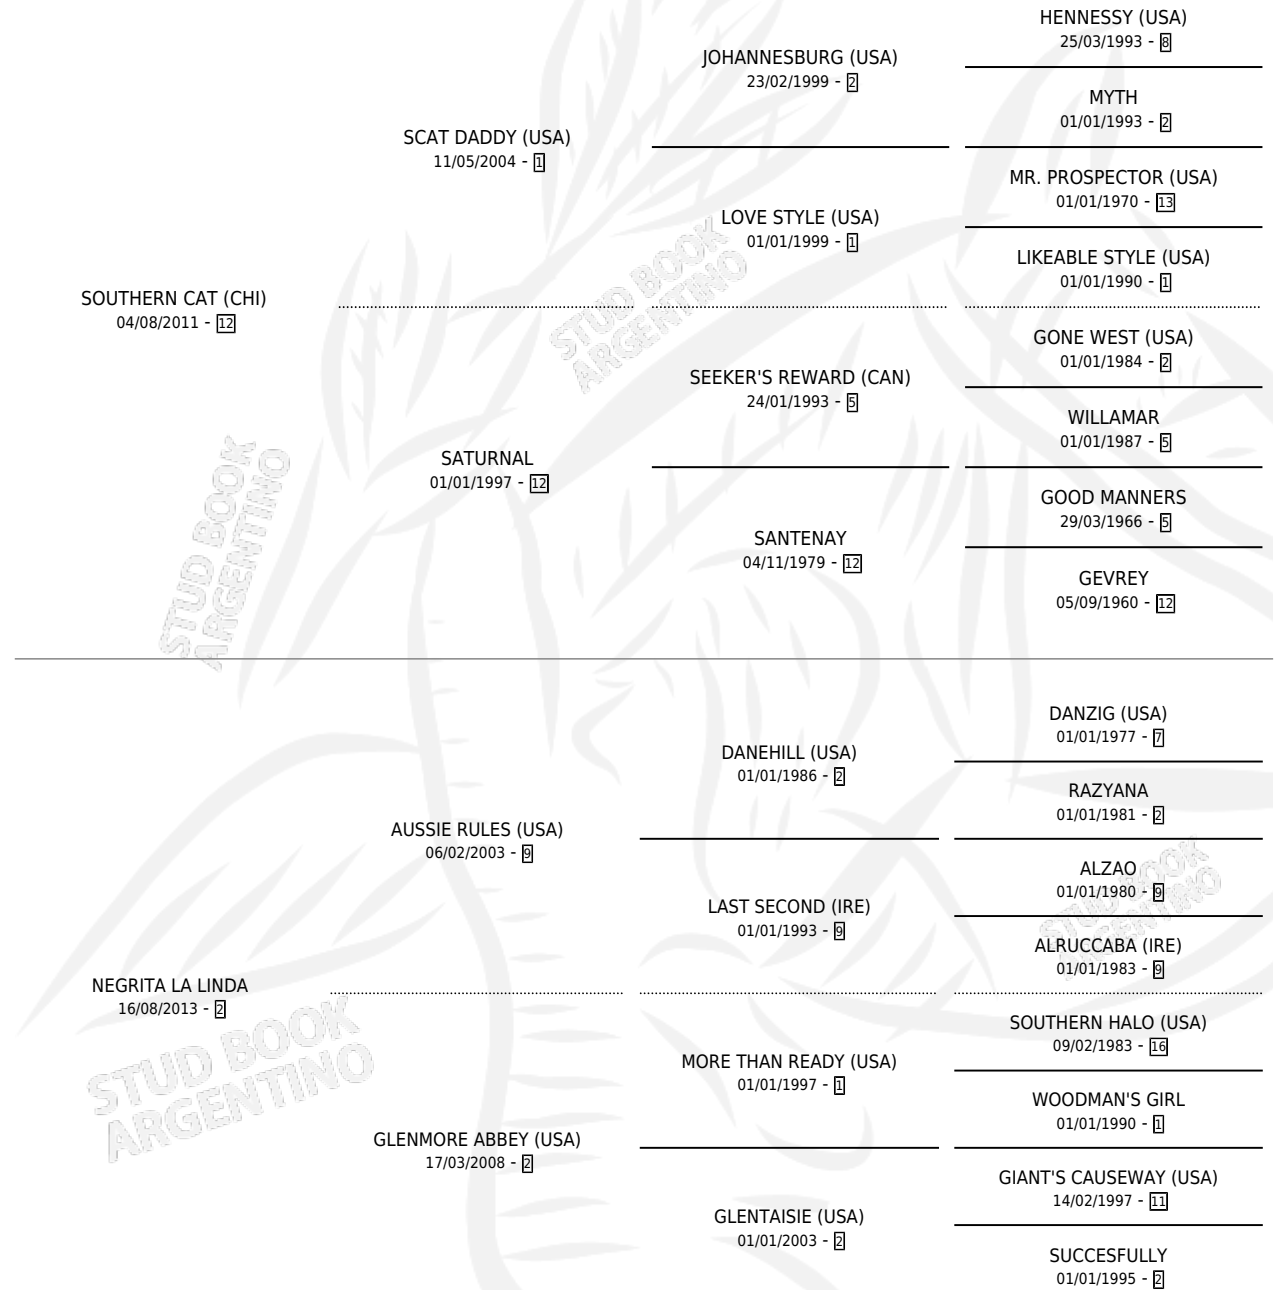 HENNESSY (USA)
25/03/1993 - 8
JOHANNESBURG (USA)
23/02/1999 - 2
MYTH
01/01/1993 - 2
SCAT DADDY (USA)
11/05/2004 - 1
MR. PROSPECTOR (USA)
01/01/1970 - 13
LOVE STYLE (USA)
01/01/1999 - 1
LIKEABLE STYLE (USA)
01/01/1990 - 1
SOUTHERN CAT (CHI)
04/08/2011 - 12
GONE WEST (USA)
01/01/1984 - 2
SEEKER'S REWARD (CAN)
24/01/1993 - 5
WILLAMAR
01/01/1987 - 5
SATURNAL
01/01/1997 - 12
GOOD MANNERS
29/03/1966 - 5
SANTENAY
04/11/1979 - 12
GEVREY
05/09/1960 - 12
STUD BOOK
ARGENTINO
STUD BOOK
ARGENTINO
DANZIG (USA)
01/01/1977 - 7
DANEHILL (USA)
01/01/1986 - 2
RAZYANA
01/01/1981 - 2
AUSSIE RULES (USA)
06/02/2003 - 9
ALZAO
01/01/1980 - 9
LAST SECOND (IRE)
01/01/1993 - 9
ALRUCCABA (IRE)
01/01/1983 - 9
NEGRITA LA LINDA
16/08/2013 - 2
SOUTHERN HALO (USA)
09/02/1983 - 16
MORE THAN READY (USA)
01/01/1997 - 1
WOODMAN'S GIRL
01/01/1990 - 1
GLENMORE ABBEY (USA)
17/03/2008 - 2
GIANT'S CAUSEWAY (USA)
14/02/1997 - 11
GLENTAISIE (USA)
01/01/2003 - 2
SUCCESFULLY
01/01/1995 - 2
STUD BOOK
ARGENTINO
STUD BOOK
ARGENTINO